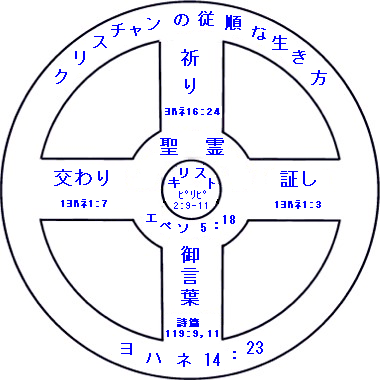 クリスチャンの従順な生き方
祈り
ﾖﾊﾈ16:24
聖霊
交わり
1ﾖﾊﾈ1:7
キリスト
ﾋﾟﾘﾋﾟ
2:9-11
証し
1ﾖﾊﾈ1:3
エペソ 5:18
御言葉
詩篇
119:9,11
ヨハネ 14:23